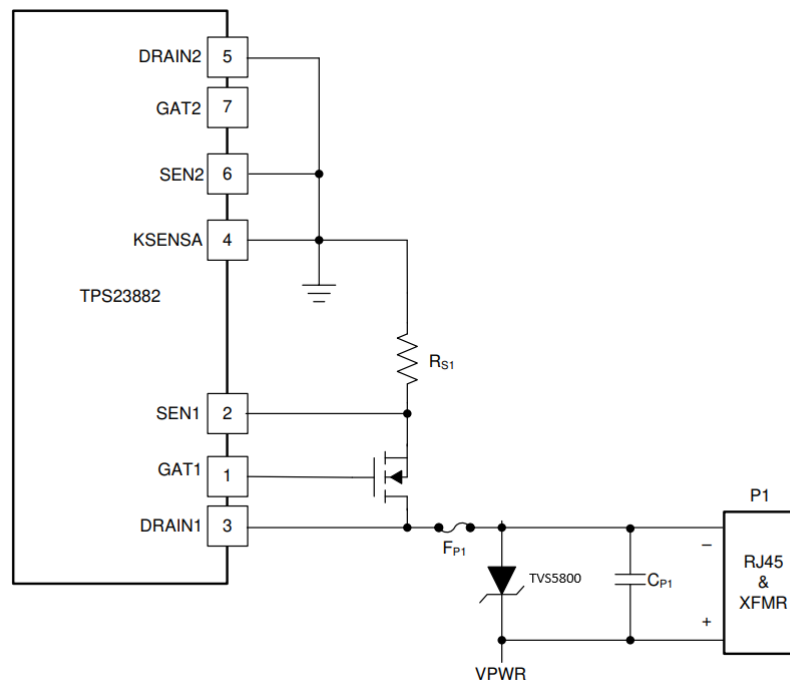 DRAIN2 5
GAT2 7
SEN2 6
KSENSA 4
TPS23882
RS1
SEN1 2
GAT1 1
DRAIN1 3
FP1
TVS5800
CP1
P1
–
RJ45
&
XFMR
+
VPWR